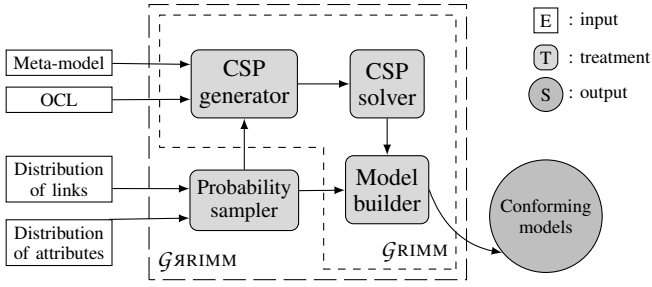 Meta-model
OCL
Distribution
of links
Distribution
of attributes
CSP
generator
CSP
solver
Probability
sampler
Model
builder
GЯRIMM
GRIMM
Conforming
models
E : input
T : treatment
S : output